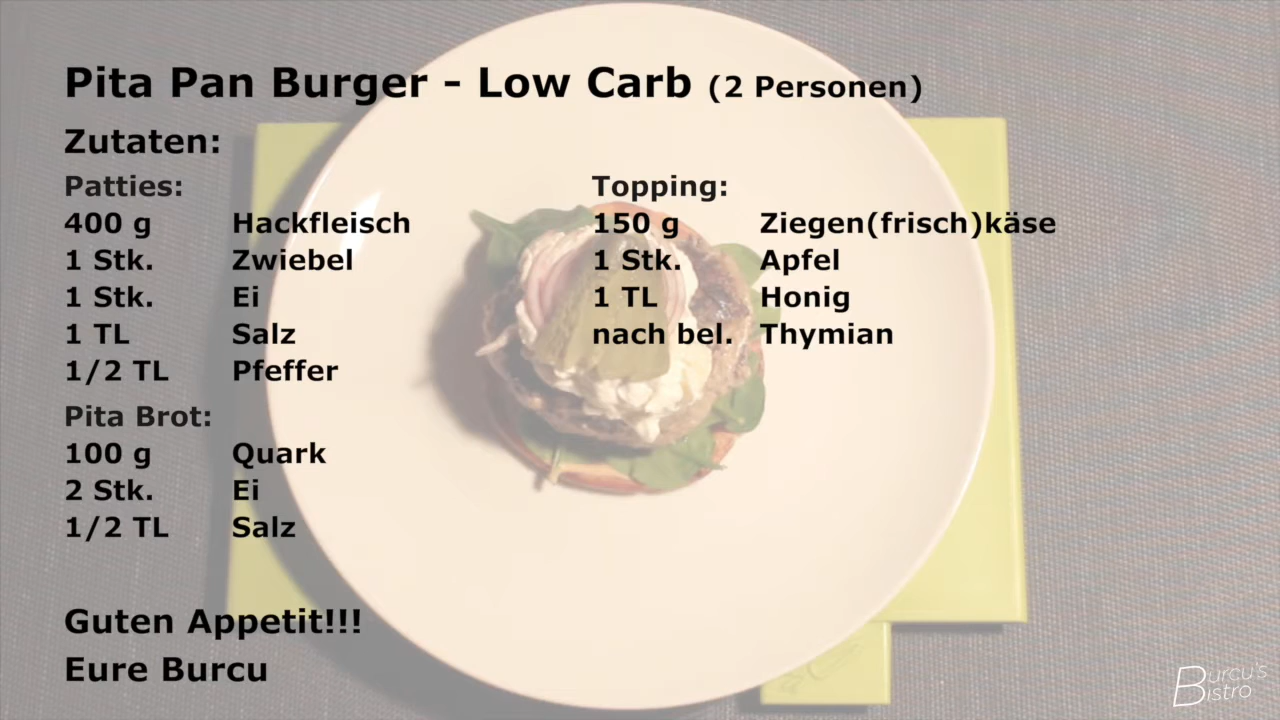 Pita Pan Burger - Low Carb (2 Personen)
Zutaten:
Patties:
400 g Hackfleisch
1 Stk. Zwiebel
1 Stk. Ei
1 TL Salz
1/2 TL Pfeffer
Pita Brot:
100 g Quark
2 Stk. Ei
1/2 TL Salz
Topping:
150 g Ziegen(frisch)käse
1 Stk. Apfel
1 TL Honig
nach bel. Thymian
Guten Appetit!!!
Eure Burcu
Burcu's
Bistro